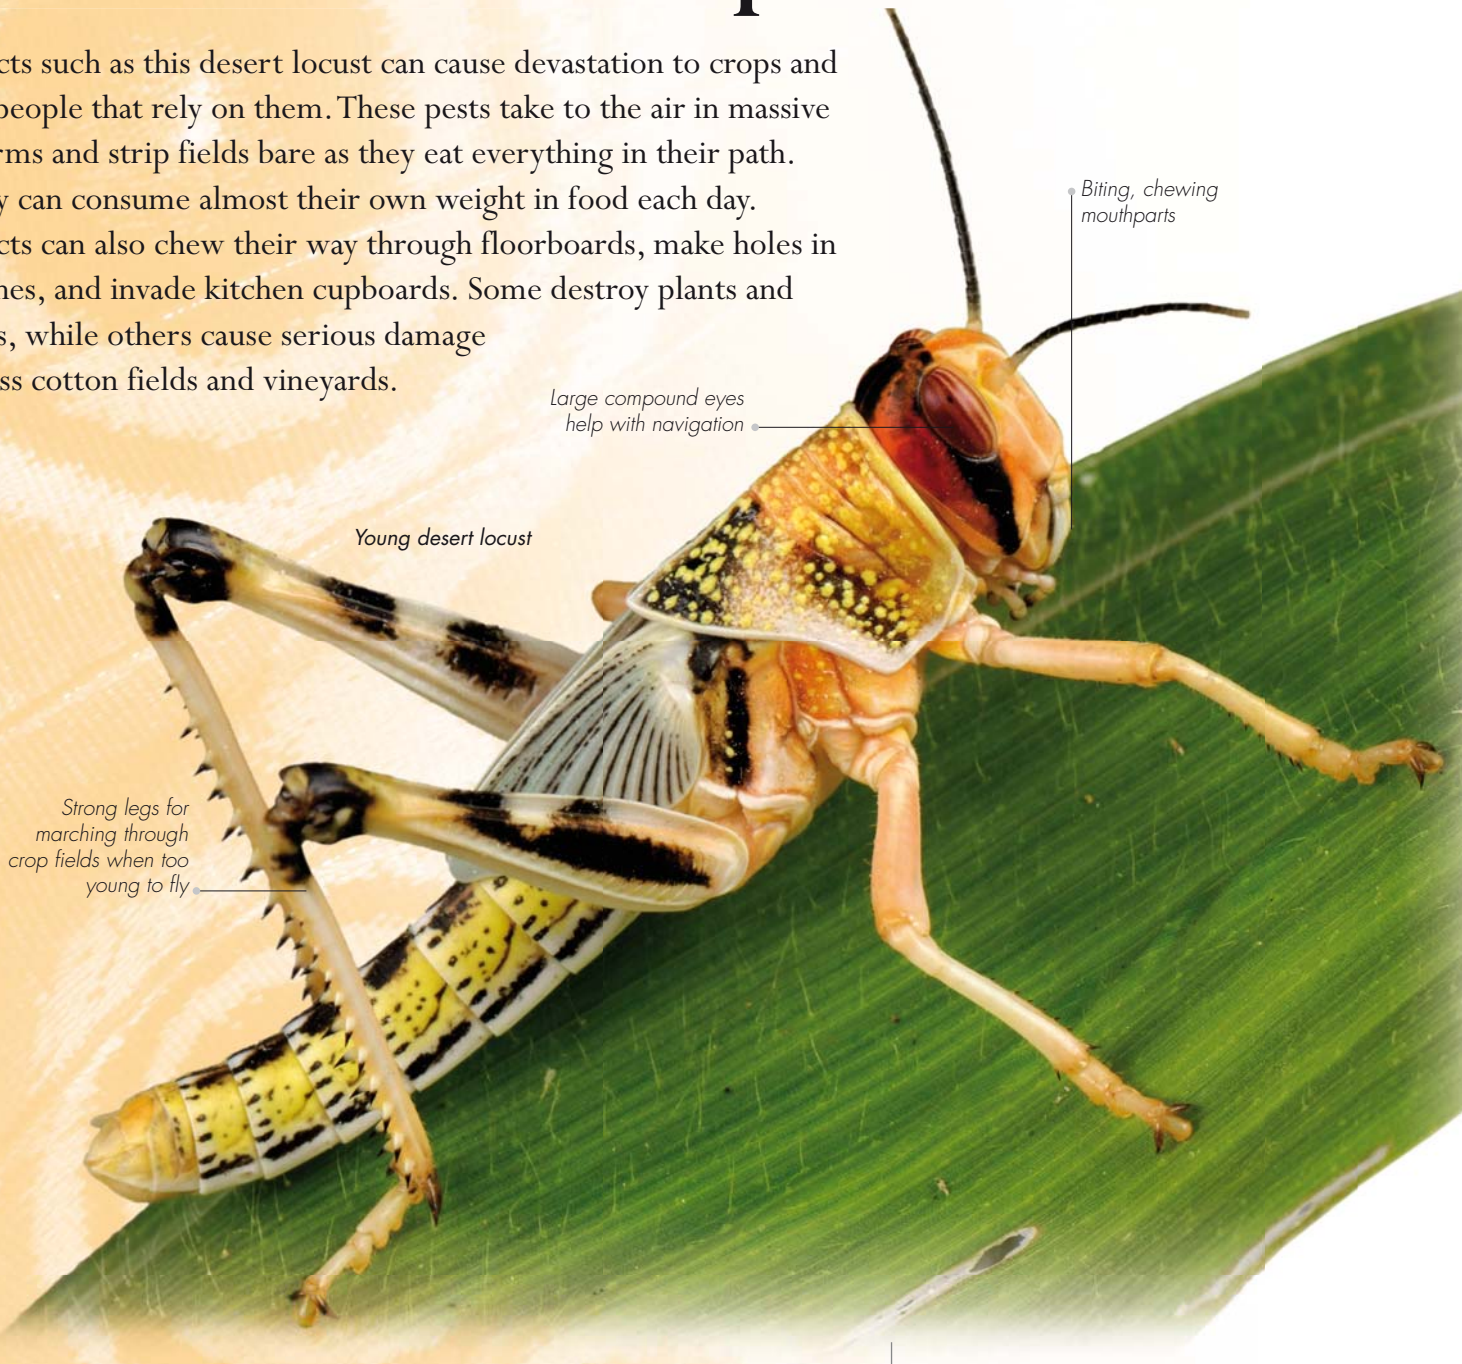 such as this desert locust can cause devastation to crops and
people that rely on them. These pests take to the air in massive
and strip fields bare as they eat everything in their path.
can consume almost their own weight in food each day.
can also chew their way through floorboards, make holes in
and invade kitchen cupboards. Some destroy plants and
while others cause serious damage
cotton fields and vineyards.
Biting, chewing
mouthparts
Large compound eyes
help with navigation
Young desert locust
Strong legs for
marching through
crop fields when too
young to fly